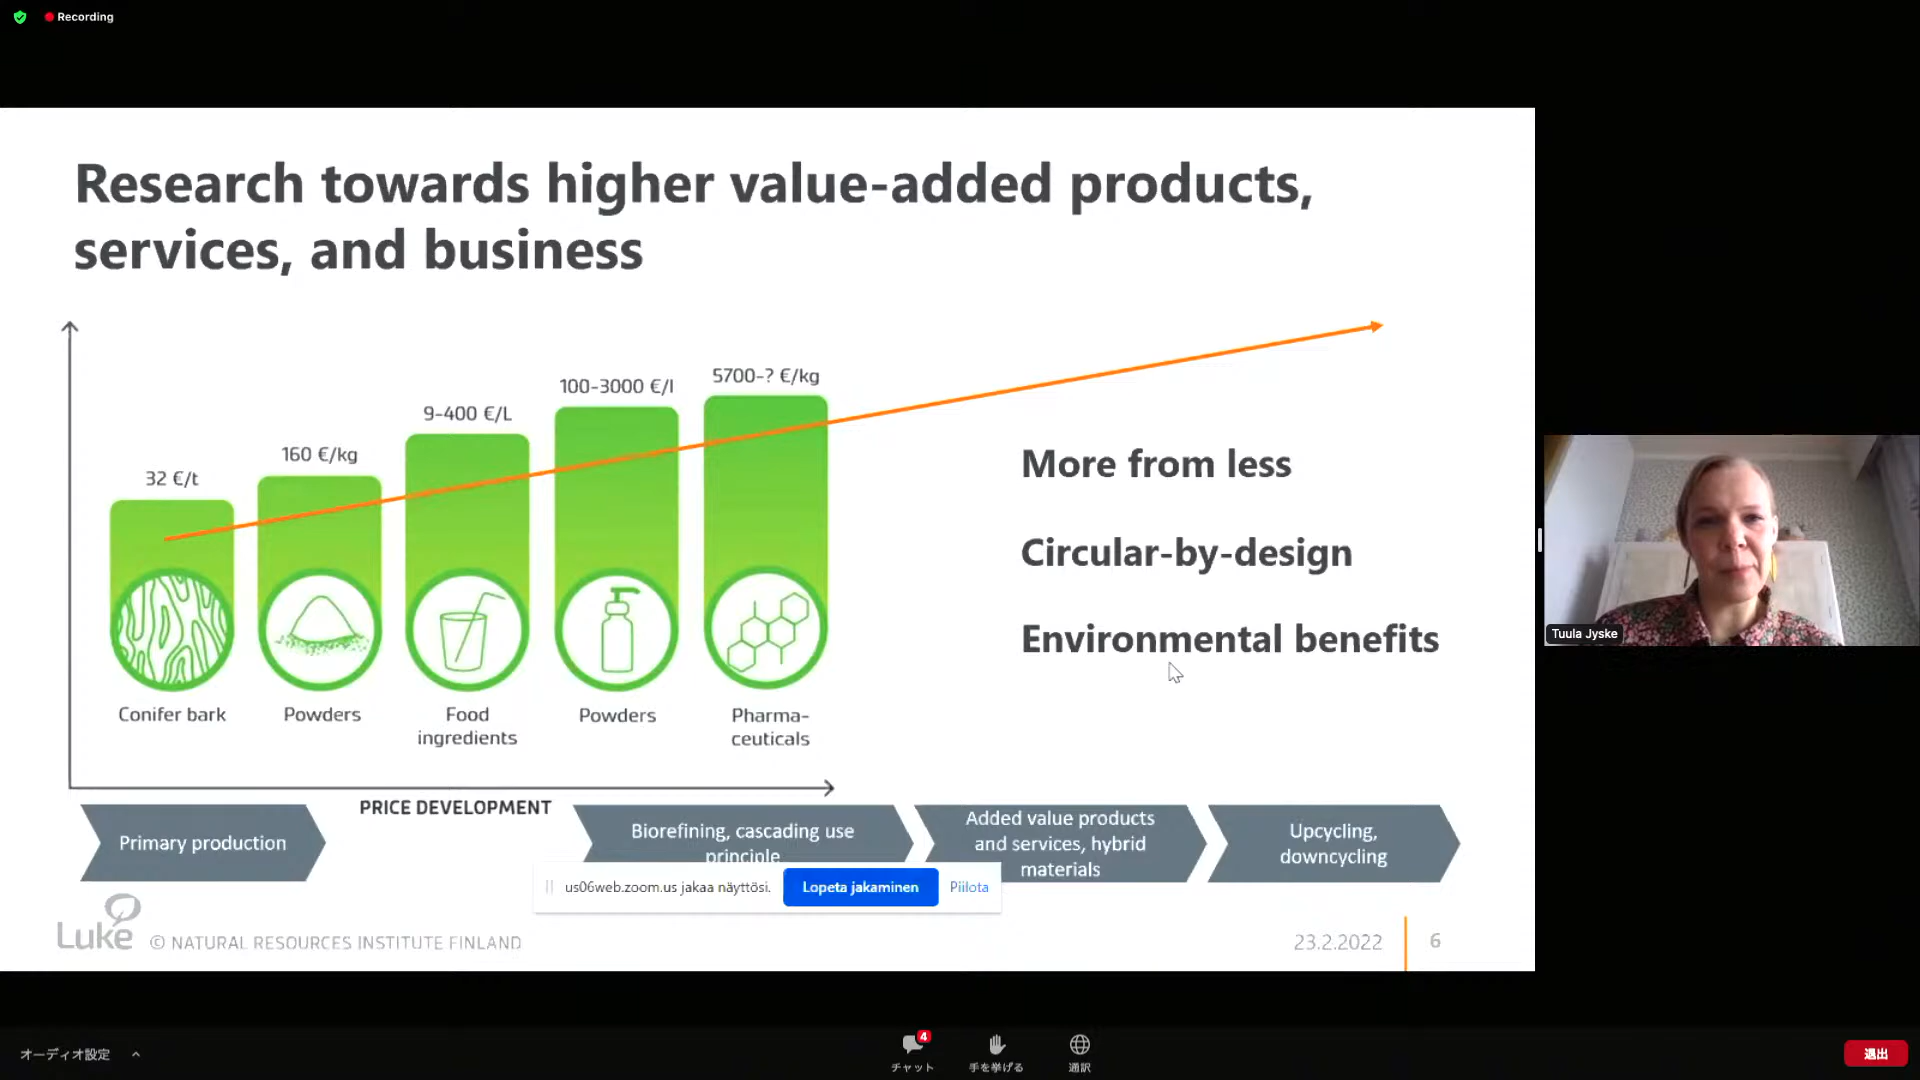 Recording
Research towards higher value-added products,
services, and business
32 €/t
160 €/kg
9-400 €/L
100-3000 €/l
5700-? €/kg
Conifer bark
Powders
Food
ingredients
Powders
Pharma-
ceuticals
PRICE DEVELOPMENT
More from less
Circular-by-design
Environmental benefits
Primary production
Biorefining, cascading use
principle
Added value products
and services, hybrid
materials
Upcycling,
downcycling
us06web.zoom.us jakaa näyttösi.
Lopeta jakaminen
Piilota
Luke
© NATURAL RESOURCES INSTITUTE FINLAND
23.2.2022
6
Tuula Jyske
オーディオ設定
4
チャット
手を挙げる
通訳
退出